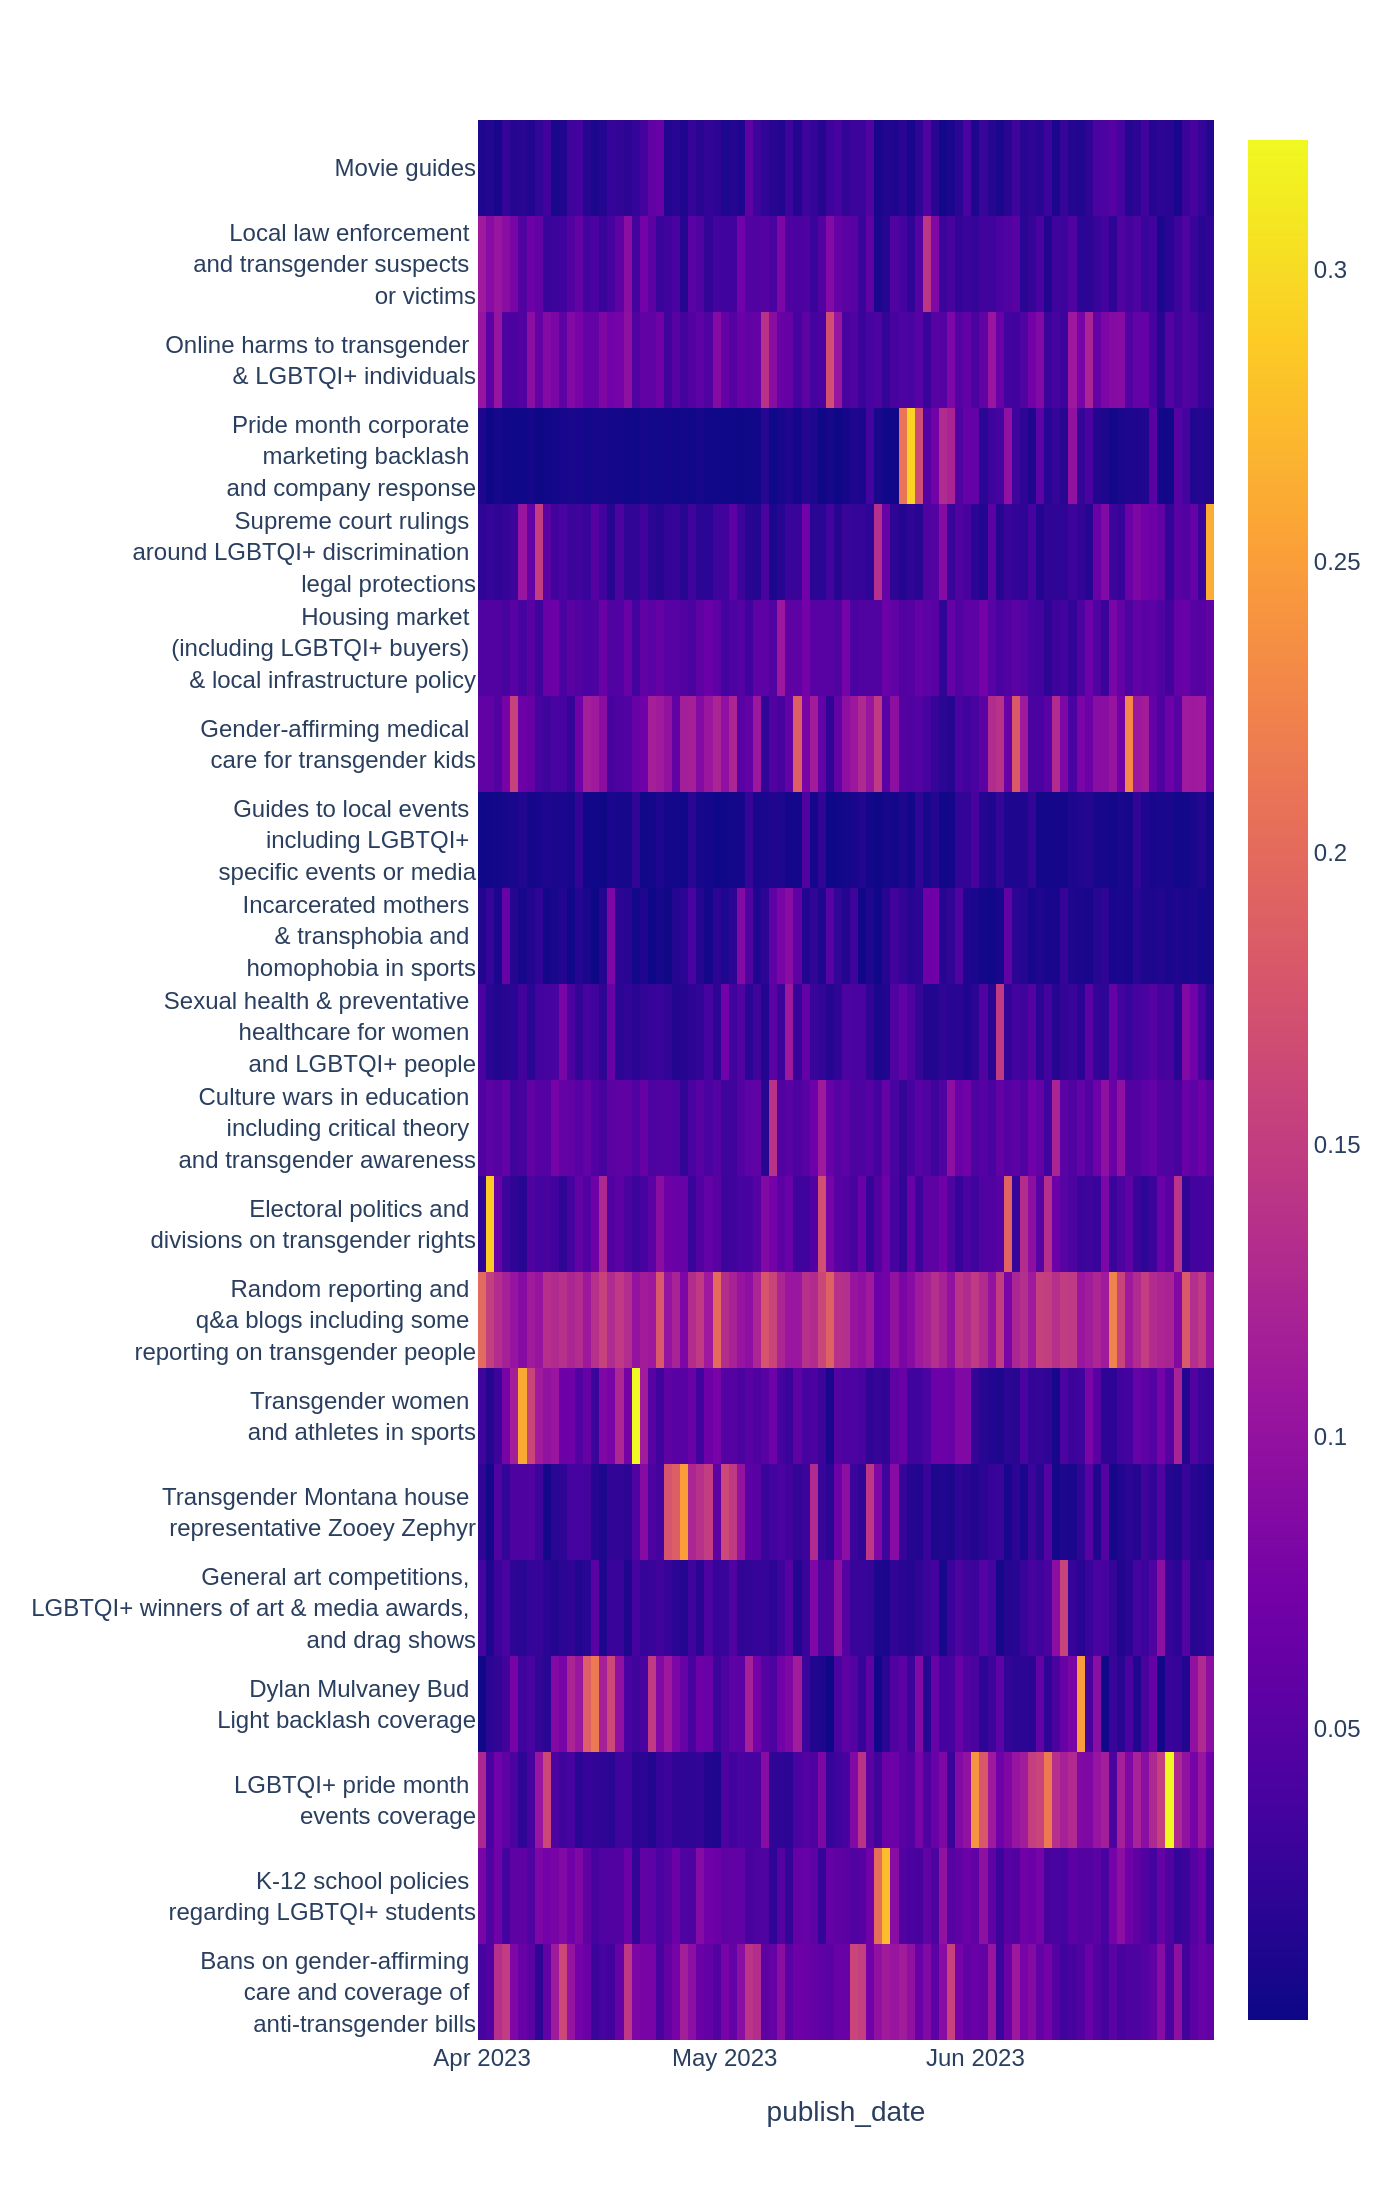 Movie guides
Local law enforcement
and transgender suspects
or victims
Online harms to transgender
& LGBTQI+ individuals
Pride month corporate
marketing backlash
and company response
Supreme court rulings
around LGBTQI+ discrimination
legal protections
Housing market
(including LGBTQI+ buyers)
& local infrastructure policy
Gender-affirming medical
care for transgender kids
Guides to local events
including LGBTQI+
specific events or media
Incarcerated mothers
& transphobia and
homophobia in sports
Sexual health & preventative
healthcare for women
and LGBTQI+ people
Culture wars in education
including critical theory
and transgender awareness
Electoral politics and
divisions on transgender rights
Random reporting and
q&a blogs including some
reporting on transgender people
Transgender women
and athletes in sports
Transgender Montana house
representative Zooey Zephyr
General art competitions,
LGBTQI+ winners of art & media awards,
and drag shows
Dylan Mulvaney Bud
Light backlash coverage
LGBTQI+ pride month
events coverage
K-12 school policies
regarding LGBTQI+ students
Bans on gender-affirming
care and coverage of
anti-transgender bills
Apr 2023
May 2023
Jun 2023
publish_date
0.3
0.25
0.2
0.15
0.1
0.05